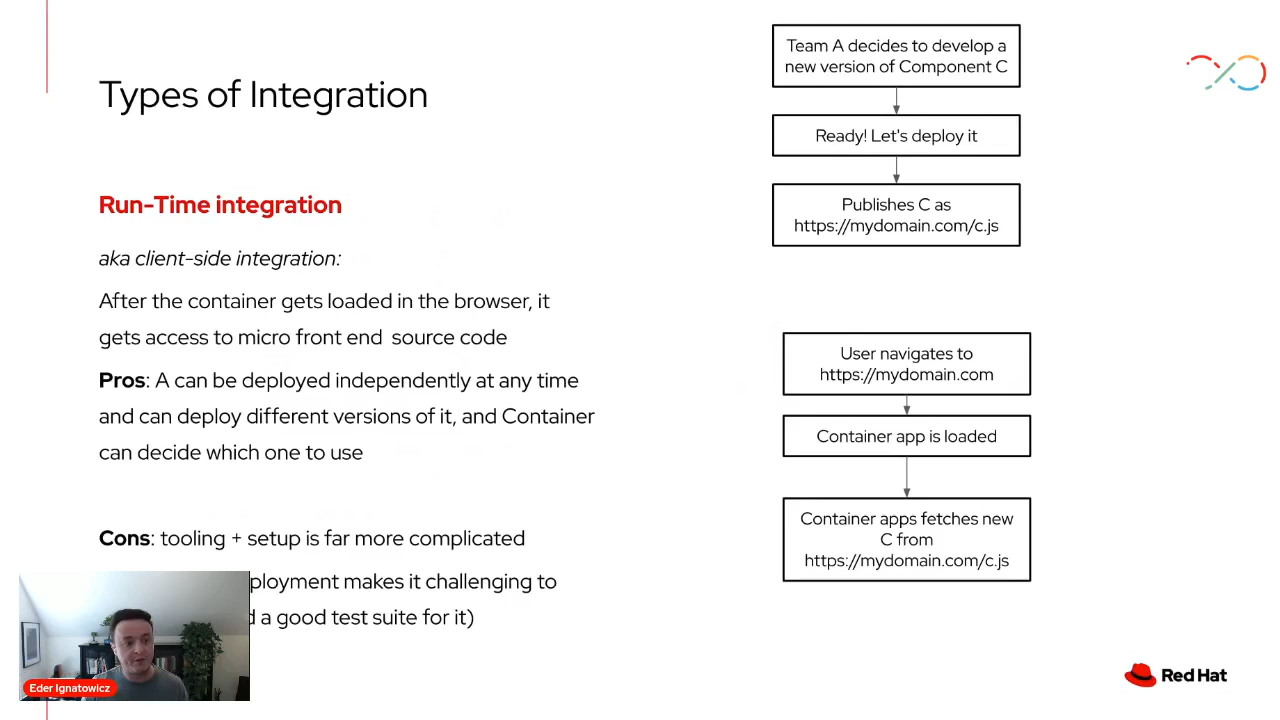 Types of Integration
Run-Time integration
aka client-side integration:
After the container gets loaded in the browser, it
gets access to micro front end source code
Pros: A can be deployed independently at any time
and can deploy different versions of it, and Container
can decide which one to use
Cons: tooling + setup is far more complicated
ployment makes it challenging to
a good test suite for it)
Team A decides to develop a
new version of Component C
Ready! Let's deploy it
Publishes C as
https://mydomain.com/c.js
User navigates to
https://mydomain.com
Container app is loaded
Container apps fetches new
C from
https://mydomain.com/c.js
Eder Ignatowicz
Red Hat